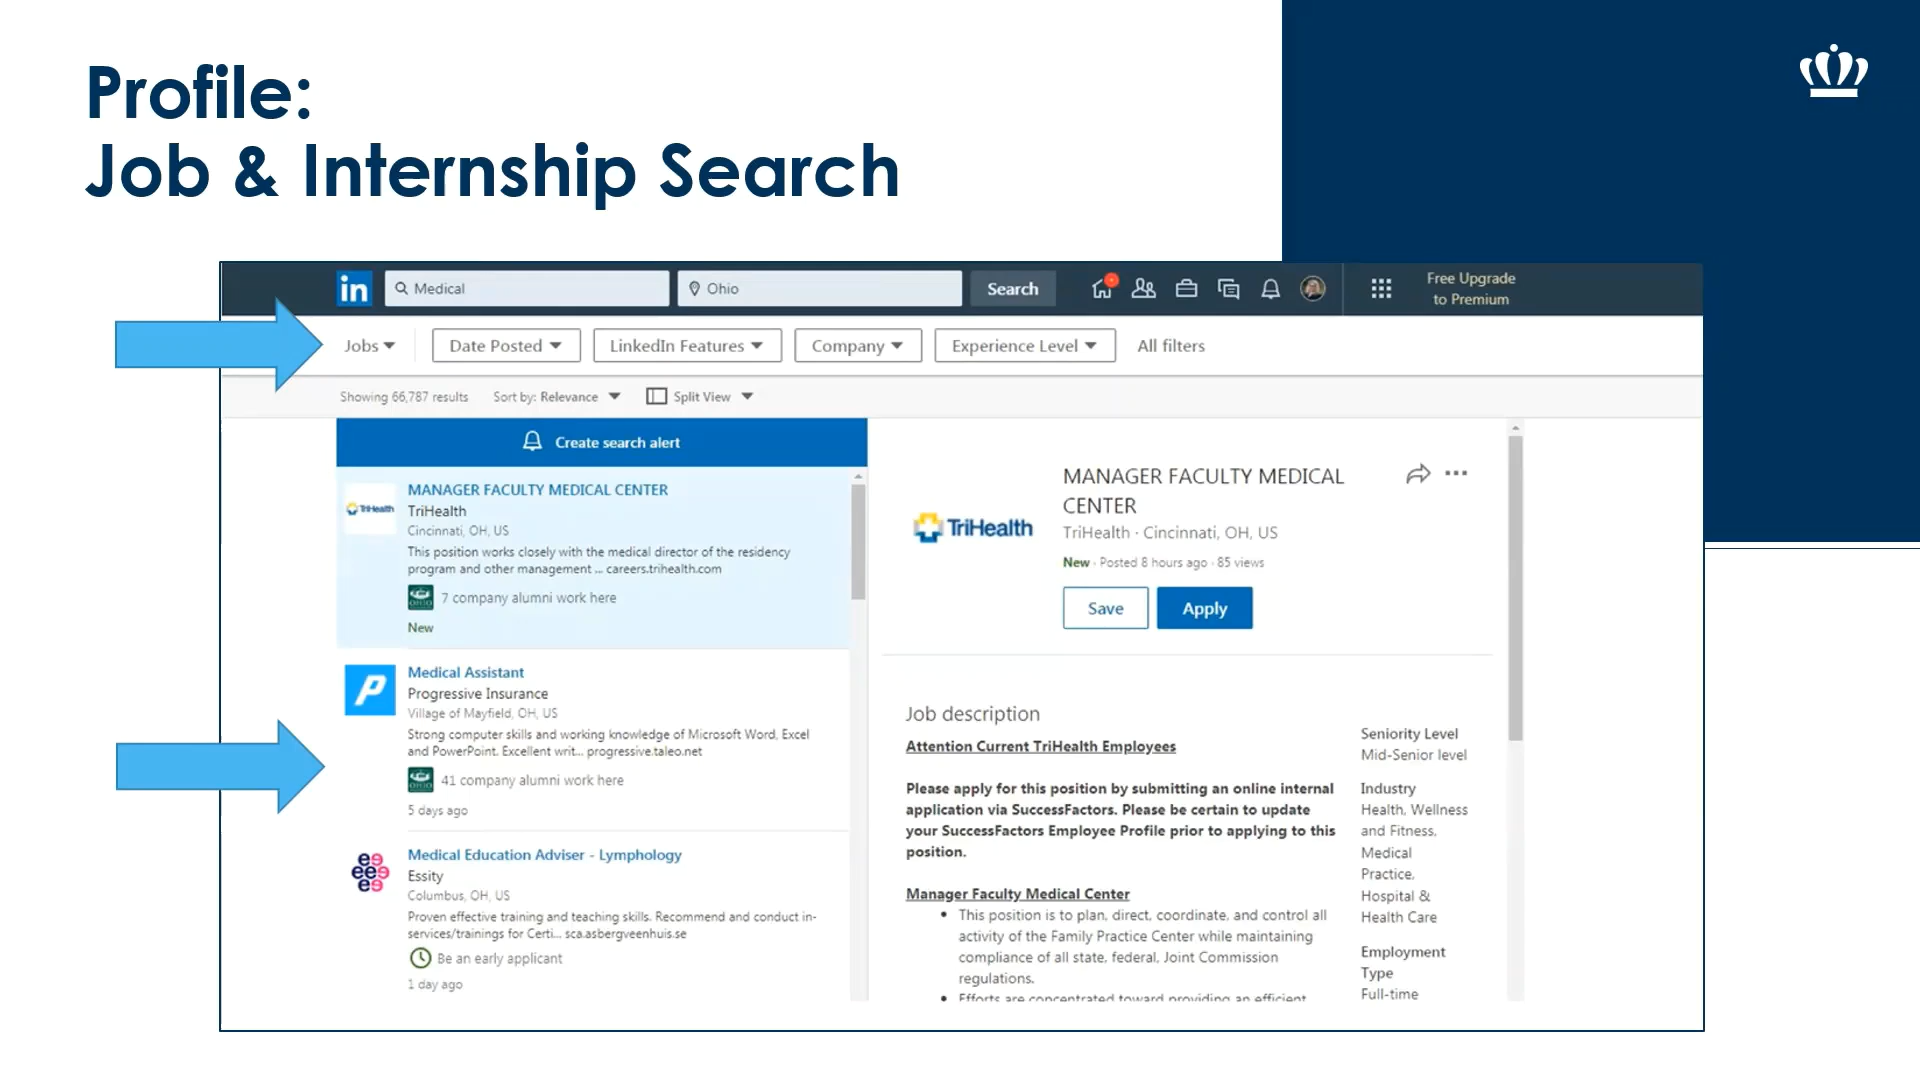 Profile:
Job & Internship Search
in
Medical
Ohio
Search
Free Upgrade
to Premium
Jobs
Date Posted
LinkedIn Features
Company
Experience Level
All filters
Showing 66,787 results
Sort by: Relevance
Split View
Create search alert
TriHealth
MANAGER FACULTY MEDICAL CENTER
TriHealth
Cincinnati, OH, US
This position works closely with the medical director of the residency
program and other management ... careers.trihealth.com
OHIO
7 company alumni work here
New
P
Medical Assistant
Progressive Insurance
Village of Mayfield, OH, US
Strong computer skills and working knowledge of Microsoft Word, Excel
and PowerPoint. Excellent writ... progressive.taleo.net
OHIO
41 company alumni work here
5 days ago
Medical Education Adviser - Lymphology
Essity
Columbus, OH, US
Proven effective training and teaching skills. Recommend and conduct in-
services/trainings for Certi... sca.asbergveenhuis.se
Be an early applicant
1 day ago
TriHealth
MANAGER FACULTY MEDICAL
CENTER
TriHealth · Cincinnati, OH, US
New · Posted 8 hours ago · 85 views
Save
Apply
Job description
Attention Current TriHealth Employees
Please apply for this position by submitting an online internal
application via SuccessFactors. Please be certain to update
your SuccessFactors Employee Profile prior to applying to this
position.
Manager Faculty Medical Center
• This position is to plan, direct, coordinate, and control all
activity of the Family Practice Center while maintaining
compliance of all state, federal, Joint Commission
regulations.
• Efforts are concentrated toward providing an efficient
Seniority Level
Mid-Senior level
Industry
Health, Wellness
and Fitness,
Medical
Practice,
Hospital &
Health Care
Employment
Type
Full-time